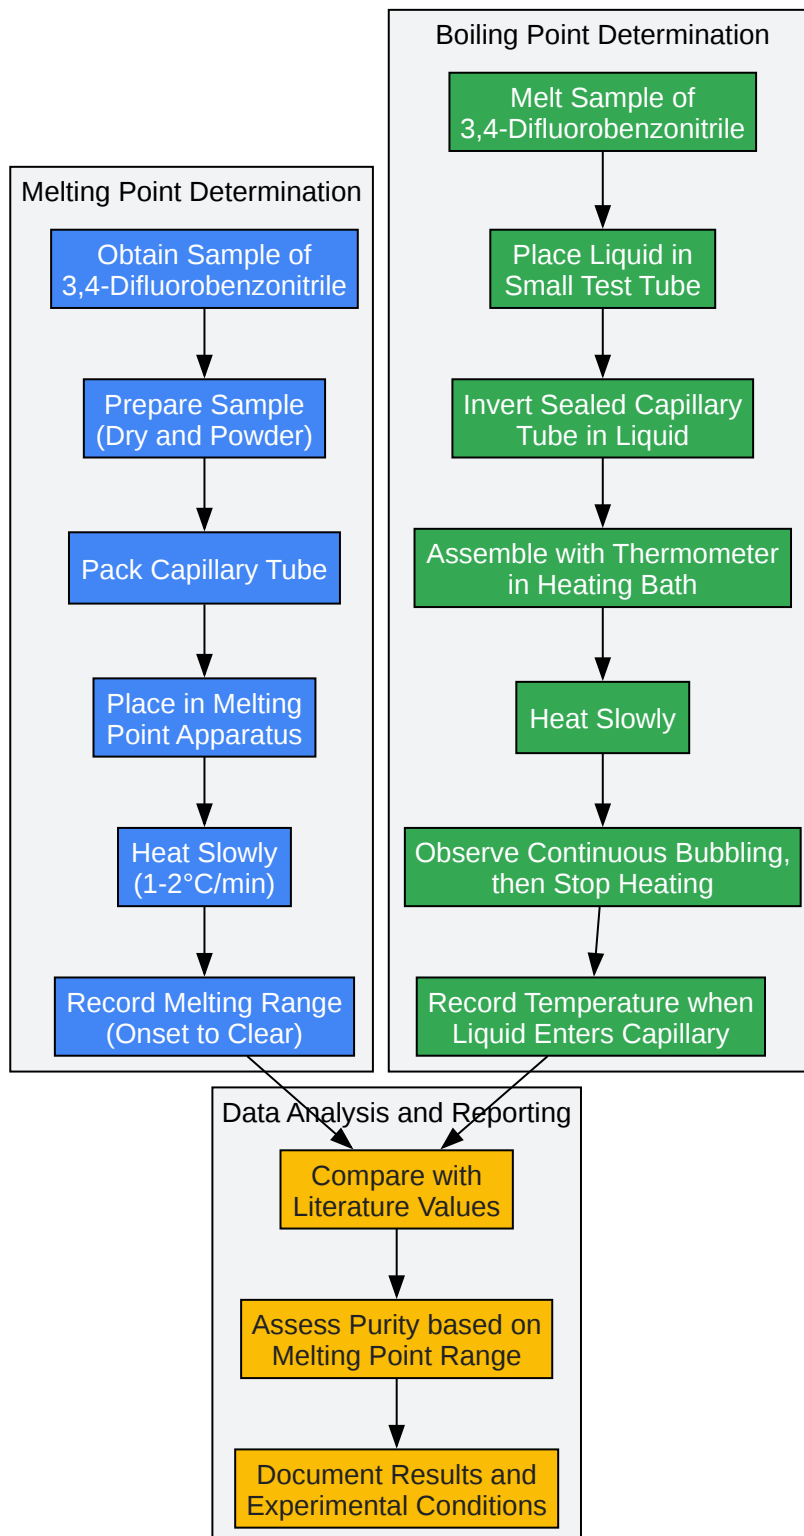 Melting Point Determination
Obtain Sample of
3,4-Difluorobenzonitrile
Prepare Sample
(Dry and Powder)
Pack Capillary Tube
Place in Melting
Point Apparatus
Heat Slowly
(1-2°C/min)
Record Melting Range
(Onset to Clear)
Boiling Point Determination
Melt Sample of
3,4-Difluorobenzonitrile
Place Liquid in
Small Test Tube
Invert Sealed Capillary
Tube in Liquid
Assemble with Thermometer
in Heating Bath
Heat Slowly
Observe Continuous Bubbling,
then Stop Heating
Record Temperature when
Liquid Enters Capillary
Data Analysis and Reporting
Compare with
Literature Values
Assess Purity based on
Melting Point Range
Document Results and
Experimental Conditions